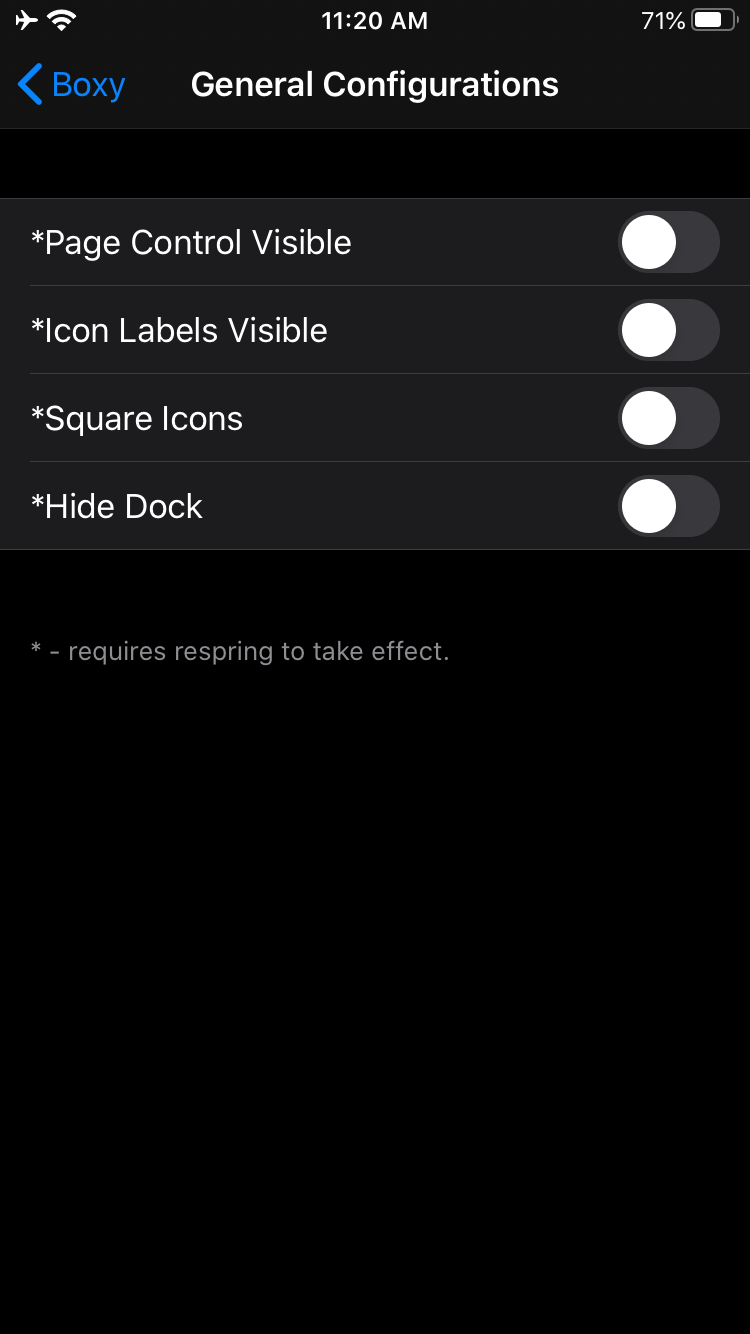 11:20 AM
71%
Boxy
General Configurations
*Page Control Visible
*Icon Labels Visible
*Square Icons
*Hide Dock
* - requires respring to take effect.